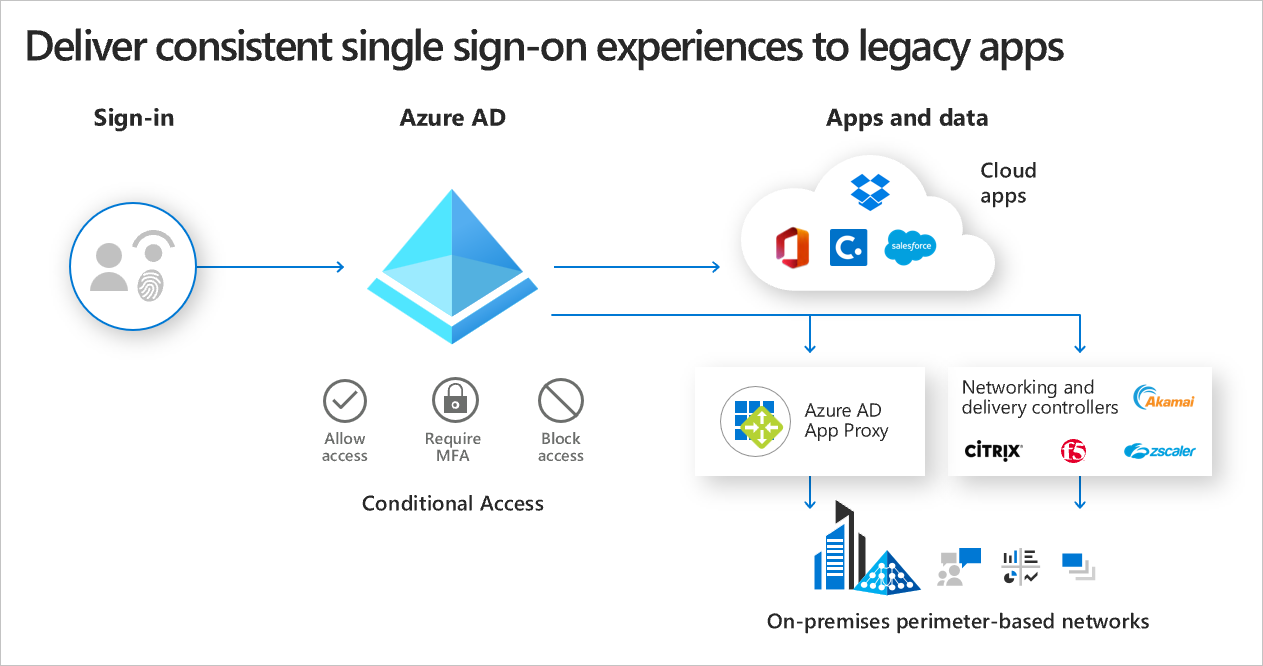 Deliver consistent single sign-on experiences to legacy apps
Sign-in
Azure AD
Apps and data
Cloud
apps
salesforce
Allow
access
Require
MFA
Block
access
Conditional Access
Azure AD
App Proxy
Networking and
delivery controllers
Akamai
CİTRIX
f5
zscaler
On-premises perimeter-based networks